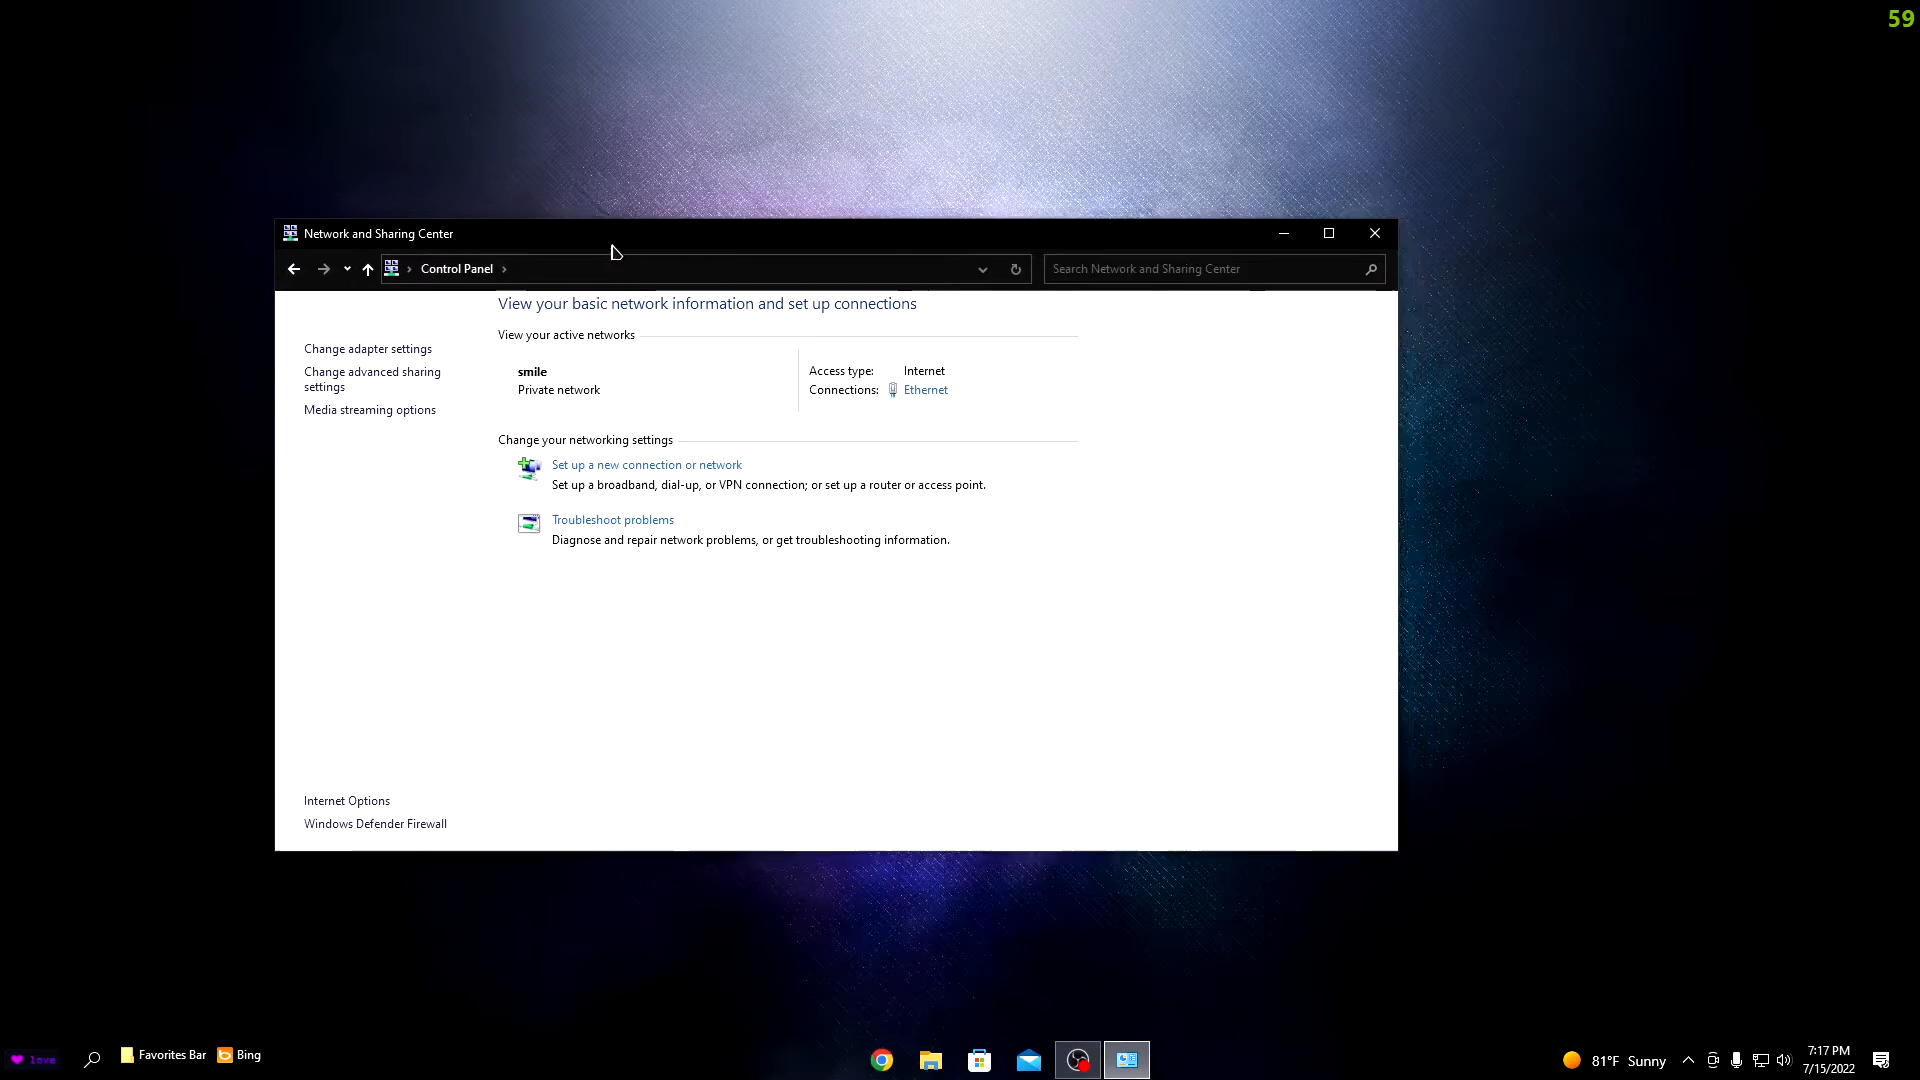 59
Network and Sharing Center
Control Panel
Search Network and Sharing Center
View your basic network information and set up connections
View your active networks
Change adapter settings
Change advanced sharing
settings
Media streaming options
smile
Private network
Access type: Internet
Connections: Ethernet
Change your networking settings
Set up a new connection or network
Set up a broadband, dial-up, or VPN connection; or set up a router or access point.
Troubleshoot problems
Diagnose and repair network problems, or get troubleshooting information.
Internet Options
Windows Defender Firewall
love
Favorites Bar
Bing
81°F Sunny
7:17 PM
7/15/2022